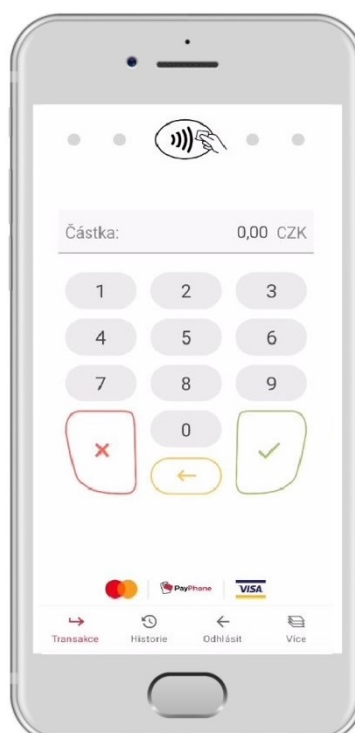 Částka: 0,00 CZK
1 2 3
4 5 6
7 8 9
0
PayPhone VISA
Transakce Historie Odhlásit Více